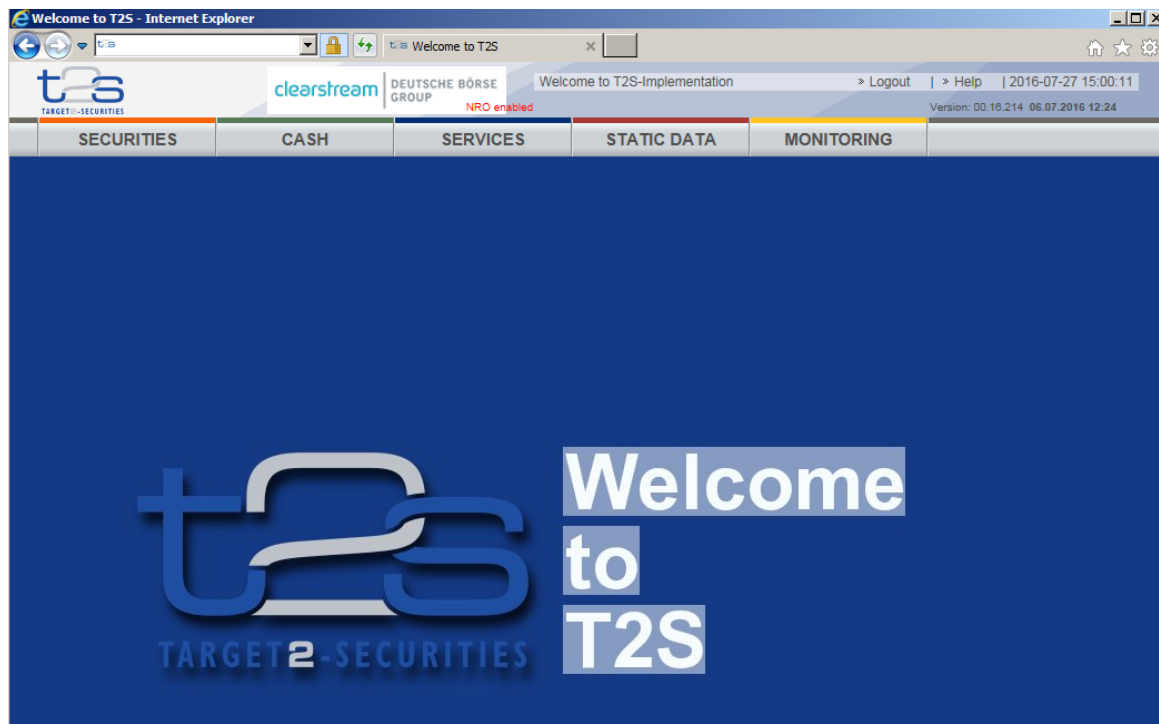 Welcome to T2S - Internet Explorer
t2s
t2s Welcome to T2S
t2s
TARGET2-SECURITIES
clearstream
DEUTSCHE BÖRSE
GROUP
NRO enabled
Welcome to T2S-Implementation
» Logout | » Help | 2016-07-27 15:00:11
Version: 00.16.214 06.07.2016 12:24
SECURITIES CASH SERVICES STATIC DATA MONITORING
t2s
TARGET2-SECURITIES
Welcome
to
T2S